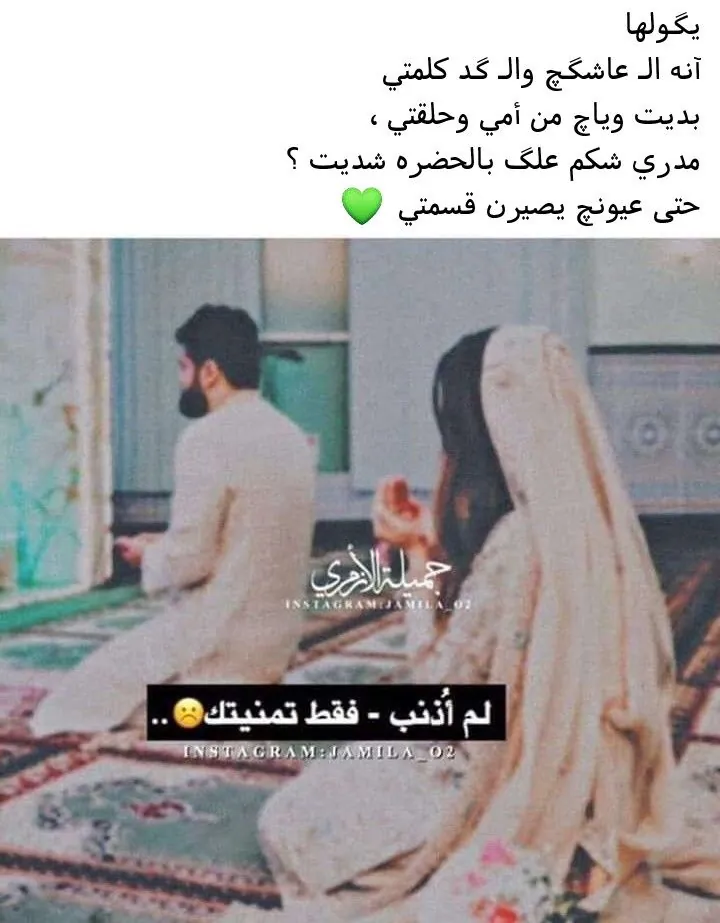 يگولها
آنه الـ عاشگچ والـ گد كلمتي
بديت وياچ من أمي وحلقتي ،
مدري شكم علگ بالحضره شديت ؟
حتى عيونچ يصيرن قسمتي 💚
جميلة الأزهري
INSTAGRAM:JAMILA_O2
لم أُذنب - فقط تمنيتك☹️..
INSTAGRAM:JAMILA_O2